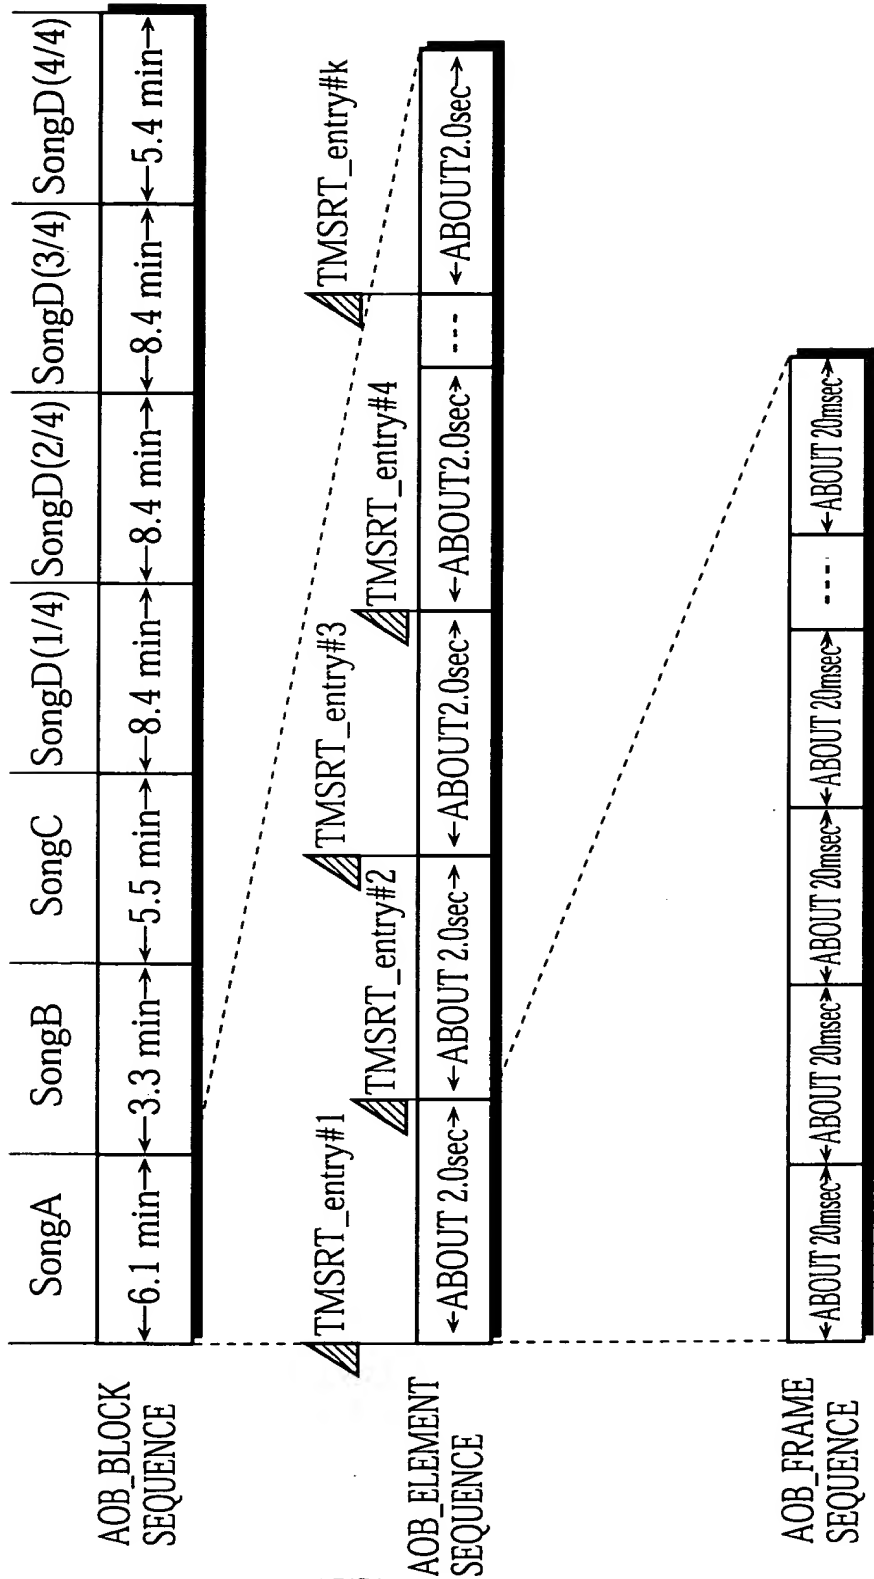 SongA SongB SongC SongD(1/4) SongD(2/4) SongD(3/4) SongD(4/4)
AOB_BLOCK
SEQUENCE
6.1 min 3.3 min 5.5 min 8.4 min 8.4 min 8.4 min 5.4 min
TMSRT_entry#1 TMSRT_entry#3 TMSRT_entry#k
TMSRT_entry#2 TMSRT_entry#4
AOB_ELEMENT
SEQUENCE
ABOUT 2.0sec ABOUT 2.0sec ABOUT2.0sec ABOUT2.0sec ---- ABOUT2.0sec
AOB_FRAME
SEQUENCE
ABOUT 20msec ABOUT 20msec ABOUT 20msec ABOUT 20msec ---- ABOUT 20msec